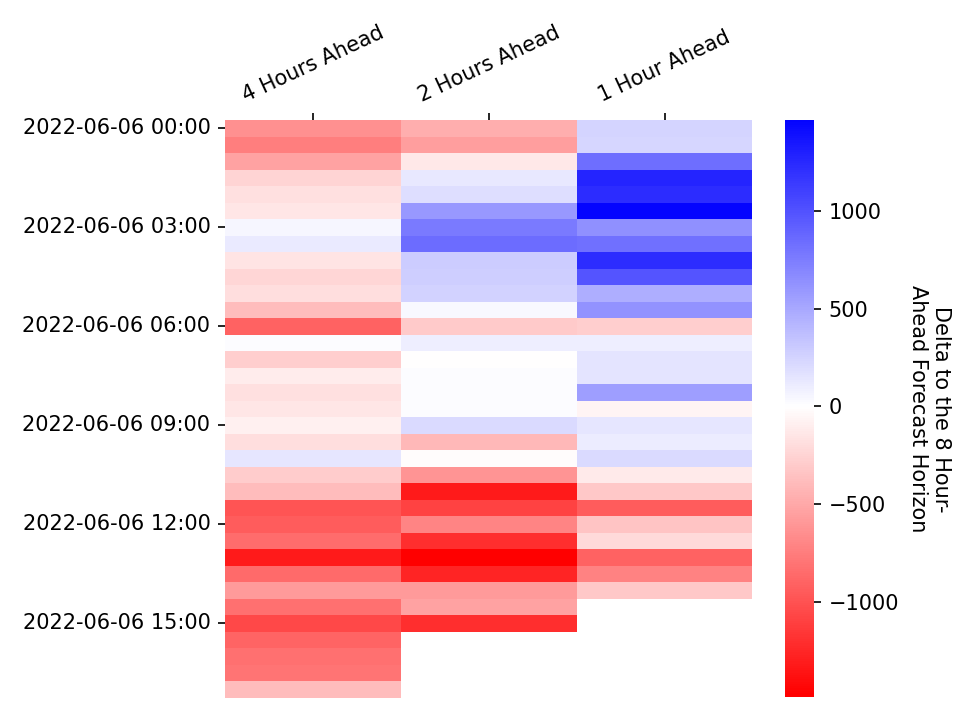 4 Hours Ahead
2 Hours Ahead
1 Hour Ahead
2022-06-06 00:00
2022-06-06 03:00
2022-06-06 06:00
2022-06-06 09:00
2022-06-06 12:00
2022-06-06 15:00
1000
500
0
−500
−1000
Delta to the 8 Hour-
Ahead Forecast Horizon